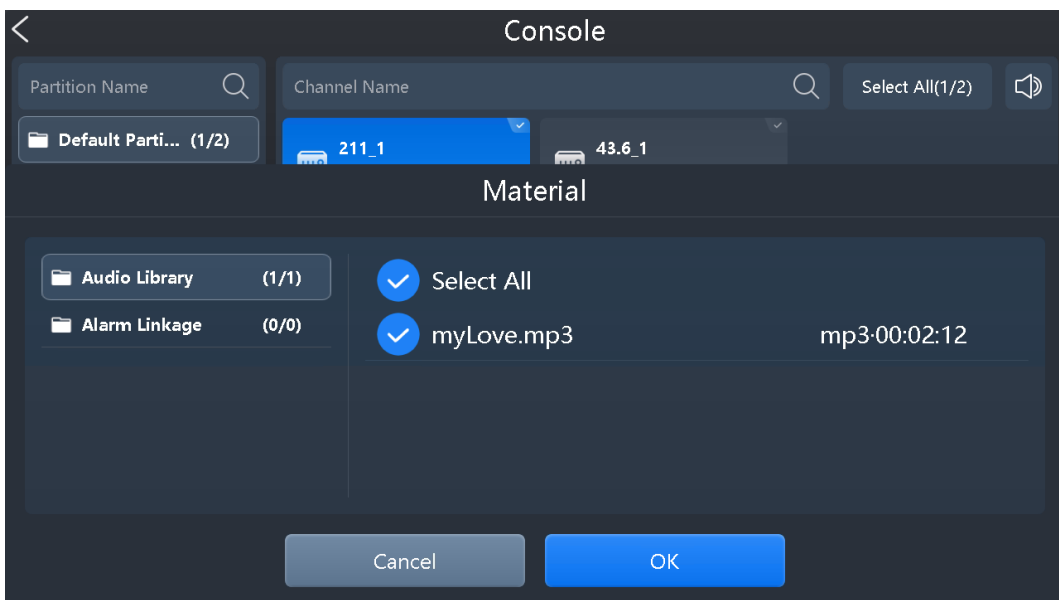 Console
Partition Name
Channel Name
Select All(1/2)
Default Parti... (1/2)
211_1
43.6_1
Material
Audio Library (1/1)
Select All
Alarm Linkage (0/0)
myLove.mp3 mp3·00:02:12
Cancel
OK